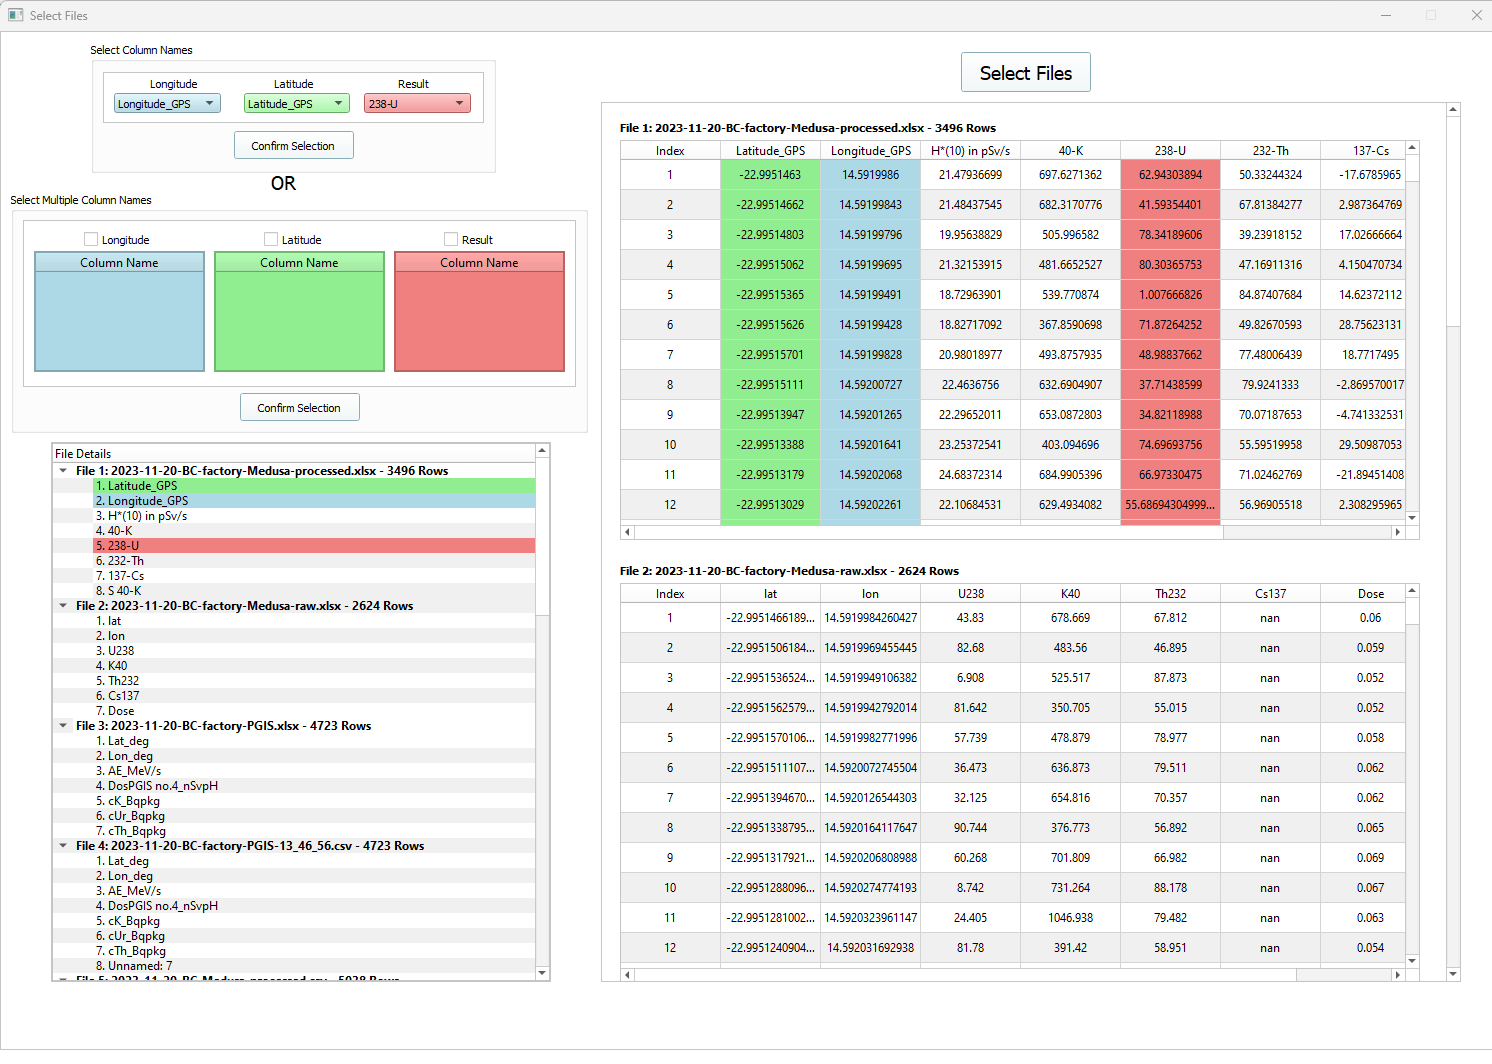 Select Files
Select Column Names
Longitude Latitude Result
Longitude_GPS Latitude_GPS 238-U
Confirm Selection
OR
Select Multiple Column Names
Longitude Latitude Result
Column Name Column Name Column Name
Confirm Selection
File Details
File 1: 2023-11-20-BC-factory-Medusa-processed.xlsx - 3496 Rows
1. Latitude_GPS
2. Longitude_GPS
3. H*(10) in pSv/s
4. 40-K
5. 238-U
6. 232-Th
7. 137-Cs
8. S 40-K
File 2: 2023-11-20-BC-factory-Medusa-raw.xlsx - 2624 Rows
1. lat
2. lon
3. U238
4. K40
5. Th232
6. Cs137
7. Dose
File 3: 2023-11-20-BC-factory-PGIS.xlsx - 4723 Rows
1. Lat_deg
2. Lon_deg
3. AE_MeV/s
4. DosPGIS no.4_nSvpH
5. cK_Bqpkg
6. cUr_Bqpkg
7. cTh_Bqpkg
File 4: 2023-11-20-BC-factory-PGIS-13_46_56.csv - 4723 Rows
1. Lat_deg
2. Lon_deg
3. AE_MeV/s
4. DosPGIS no.4_nSvpH
5. cK_Bqpkg
6. cUr_Bqpkg
7. cTh_Bqpkg
8. Unnamed: 7
File 5: 2023-11-20-BC-Medusa-processed.csv - 5038 Rows
Select Files
File 1: 2023-11-20-BC-factory-Medusa-processed.xlsx - 3496 Rows
Index Latitude_GPS Longitude_GPS H*(10) in pSv/s 40-K 238-U 232-Th 137-Cs
1 -22.9951463 14.5919986 21.47936699 697.6271362 62.94303894 50.33244324 -17.6785965
2 -22.99514662 14.59199843 21.48437545 682.3170776 41.59354401 67.81384277 2.987364769
3 -22.99514803 14.59199796 19.95638829 505.996582 78.34189606 39.23918152 17.02666664
4 -22.99515062 14.59199695 21.32153915 481.6652527 80.30365753 47.16911316 4.150470734
5 -22.99515365 14.59199491 18.72963901 539.770874 1.007666826 84.87407684 14.62372112
6 -22.99515626 14.59199428 18.82717092 367.8590698 71.87264252 49.82670593 28.75623131
7 -22.99515701 14.59199828 20.98018977 493.8757935 48.98837662 77.48006439 18.7717495
8 -22.99515111 14.59200727 22.4636756 632.6904907 37.71438599 79.9241333 -2.869570017
9 -22.99513947 14.59201265 22.29652011 653.0872803 34.82118988 70.07187653 -4.741332531
10 -22.99513388 14.59201641 23.25372541 403.094696 74.69693756 55.59519958 29.50987053
11 -22.99513179 14.59202068 24.68372314 684.9905396 66.97330475 71.02462769 -21.89451408
12 -22.99513029 14.59202261 22.10684531 629.4934082 55.68694304999... 56.96905518 2.308295965
File 2: 2023-11-20-BC-factory-Medusa-raw.xlsx - 2624 Rows
Index lat lon U238 K40 Th232 Cs137 Dose
1 -22.9951466189... 14.5919984260427 43.83 678.669 67.812 nan 0.06
2 -22.9951506184... 14.5919969455445 82.68 483.56 46.895 nan 0.059
3 -22.9951536524... 14.5919949106382 6.908 525.517 87.873 nan 0.052
4 -22.9951562579... 14.5919942792014 81.642 350.705 55.015 nan 0.052
5 -22.9951570106... 14.5919982771996 57.739 478.879 78.977 nan 0.058
6 -22.9951511107... 14.5920072745504 36.473 636.873 79.511 nan 0.062
7 -22.9951394670... 14.5920126544303 32.125 654.816 70.357 nan 0.062
8 -22.9951338795... 14.5920164117647 90.744 376.773 56.892 nan 0.065
9 -22.9951317921... 14.5920206808988 60.268 701.809 66.982 nan 0.069
10 -22.9951288096... 14.5920274774193 8.742 731.264 88.178 nan 0.067
11 -22.9951281002... 14.5920323961147 24.405 1046.938 79.482 nan 0.063
12 -22.9951240904... 14.592031692938 81.78 391.42 58.951 nan 0.054